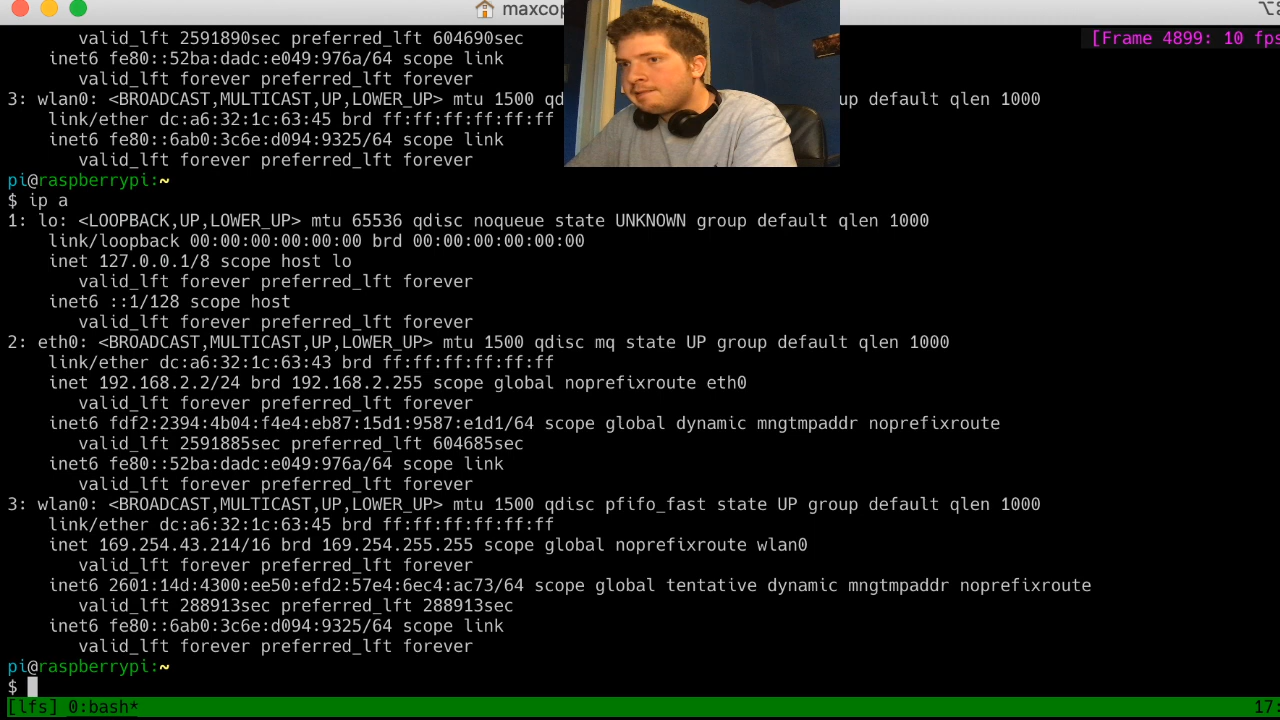 maxcop
[Frame 4899: 10 fps
valid_lft 2591890sec preferred_lft 604690sec
inet6 fe80::52ba:dadc:e049:976a/64 scope link
valid_lft forever preferred_lft forever
3: wlan0: <BROADCAST,MULTICAST,UP,LOWER_UP> mtu 1500 qd up default qlen 1000
link/ether dc:a6:32:1c:63:45 brd ff:ff:ff:ff:ff:ff
inet6 fe80::6ab0:3c6e:d094:9325/64 scope link
valid_lft forever preferred_lft forever
pi@raspberrypi:~
$ ip a
1: lo: <LOOPBACK,UP,LOWER_UP> mtu 65536 qdisc noqueue state UNKNOWN group default qlen 1000
link/loopback 00:00:00:00:00:00 brd 00:00:00:00:00:00
inet 127.0.0.1/8 scope host lo
valid_lft forever preferred_lft forever
inet6 ::1/128 scope host
valid_lft forever preferred_lft forever
2: eth0: <BROADCAST,MULTICAST,UP,LOWER_UP> mtu 1500 qdisc mq state UP group default qlen 1000
link/ether dc:a6:32:1c:63:43 brd ff:ff:ff:ff:ff:ff
inet 192.168.2.2/24 brd 192.168.2.255 scope global noprefixroute eth0
valid_lft forever preferred_lft forever
inet6 fdf2:2394:4b04:f4e4:eb87:15d1:9587:e1d1/64 scope global dynamic mngtmpaddr noprefixroute
valid_lft 2591885sec preferred_lft 604685sec
inet6 fe80::52ba:dadc:e049:976a/64 scope link
valid_lft forever preferred_lft forever
3: wlan0: <BROADCAST,MULTICAST,UP,LOWER_UP> mtu 1500 qdisc pfifo_fast state UP group default qlen 1000
link/ether dc:a6:32:1c:63:45 brd ff:ff:ff:ff:ff:ff
inet 169.254.43.214/16 brd 169.254.255.255 scope global noprefixroute wlan0
valid_lft forever preferred_lft forever
inet6 2601:14d:4300:ee50:efd2:57e4:6ec4:ac73/64 scope global tentative dynamic mngtmpaddr noprefixroute
valid_lft 288913sec preferred_lft 288913sec
inet6 fe80::6ab0:3c6e:d094:9325/64 scope link
valid_lft forever preferred_lft forever
pi@raspberrypi:~
$
[lfs] 0:bash* 17: